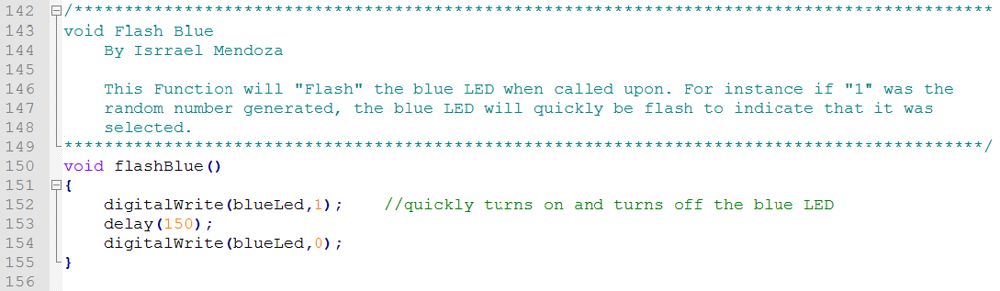 142 /********************************************************************************************
143 void Flash Blue
144     By Isrrael Mendoza
145
146     This Function will "Flash" the blue LED when called upon. For instance if "1" was the
147     random number generated, the blue LED will quickly be flash to indicate that it was
148     selected.
149 ********************************************************************************************/
150 void flashBlue()
151 {
152     digitalWrite(blueLed,1);    //quickly turns on and turns off the blue LED
153     delay(150);
154     digitalWrite(blueLed,0);
155 }
156